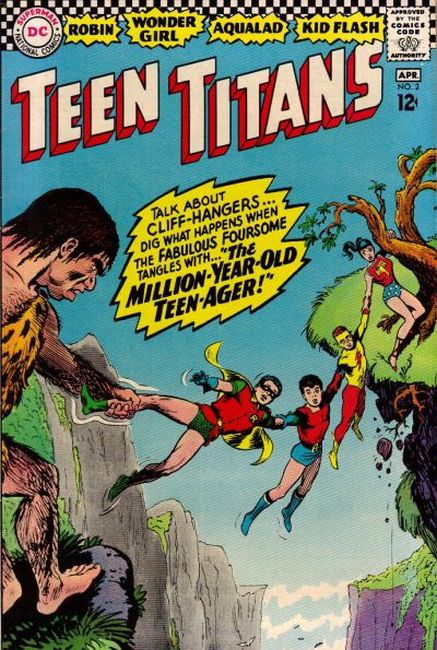 SUPERMAN
DC
NATIONAL COMICS
ROBIN
WONDER
GIRL
AQUALAD
KID FLASH
APPROVED
BY THE
COMICS
CODE
AUTHORITY
TEEN TITANS
APR.
NO. 2
12¢
TALK ABOUT
CLIFF-HANGERS...
DIG WHAT HAPPENS WHEN
THE FABULOUS FOURSOME
TANGLES WITH... "THE
MILLION-YEAR-OLD
TEEN-AGER!"